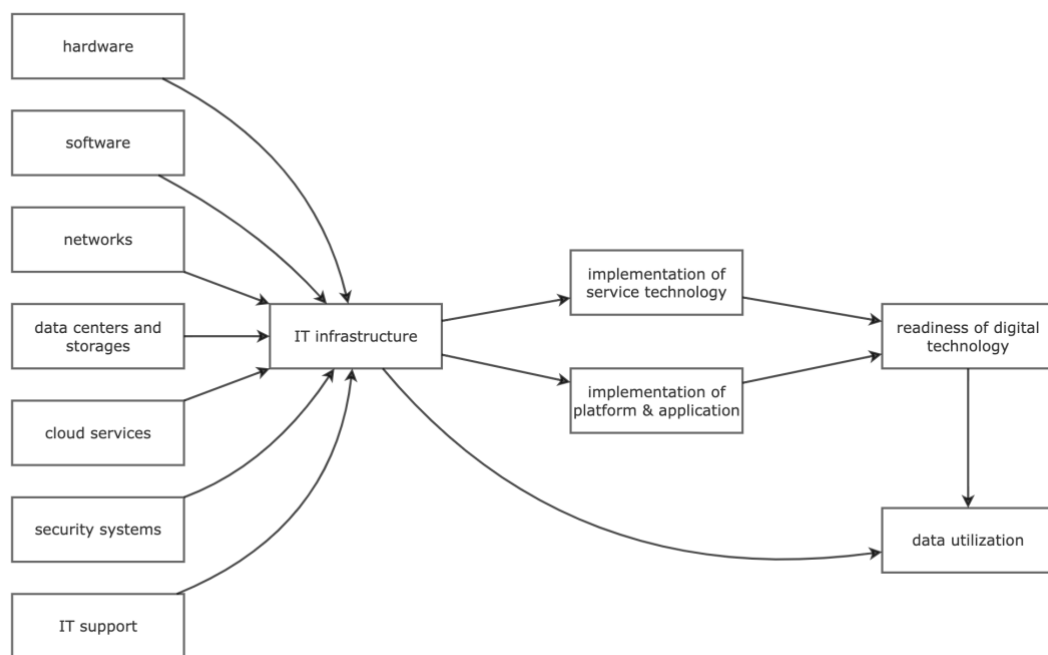 hardware
software
networks
data centers and
storages
cloud services
security systems
IT support
IT infrastructure
implementation of
service technology
implementation of
platform & application
readiness of digital
technology
data utilization